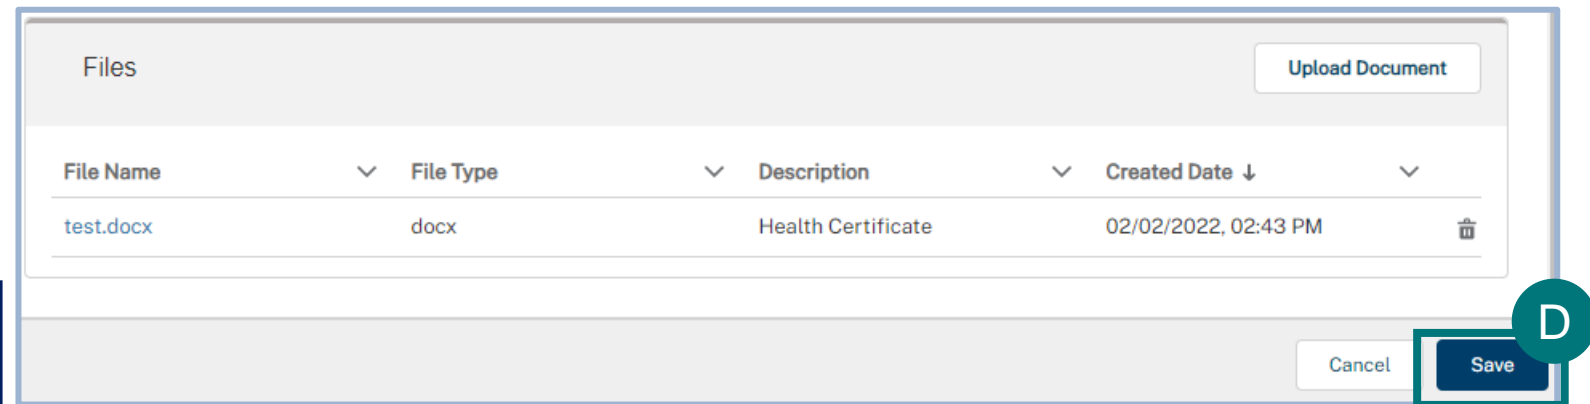 Files
Upload Document
File Name File Type Description Created Date ↓
test.docx docx Health Certificate 02/02/2022, 02:43 PM
D
Cancel Save